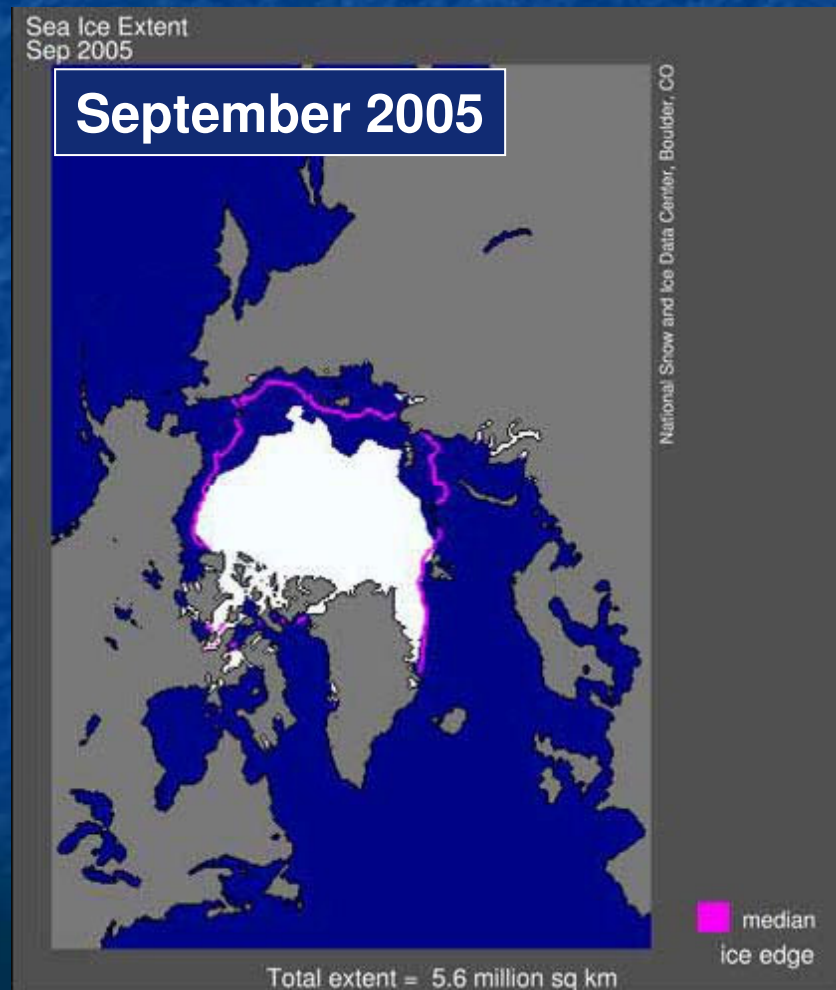 Sea Ice Extent
Sep 2005
September 2005
National Snow and Ice Data Center, Boulder, CO
median
ice edge
Total extent = 5.6 million sq km